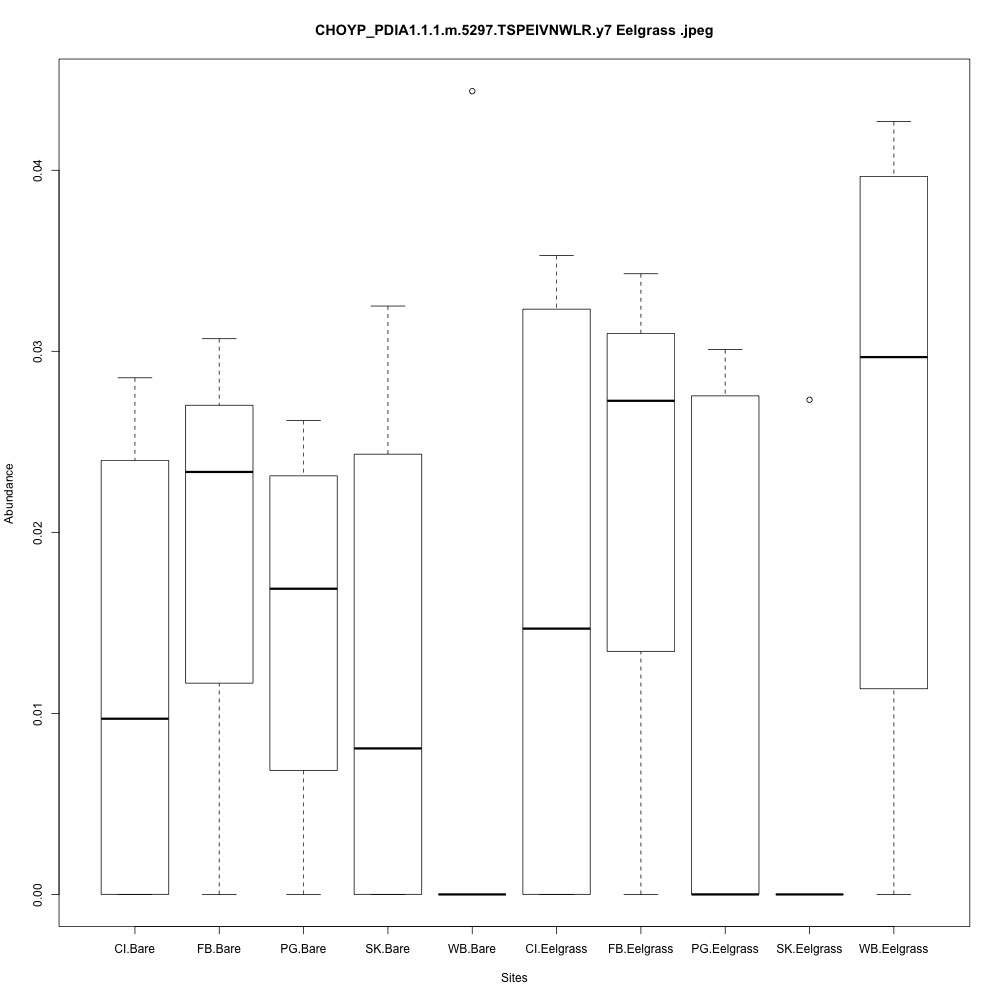 CHOYP_PDIA1.1.1.m.5297.TSPEIVNWLR.y7 Eelgrass .jpeg
Abundance
0.04
0.03
0.02
0.01
0.00
CI.Bare FB.Bare PG.Bare SK.Bare WB.Bare CI.Eelgrass FB.Eelgrass PG.Eelgrass SK.Eelgrass WB.Eelgrass
Sites